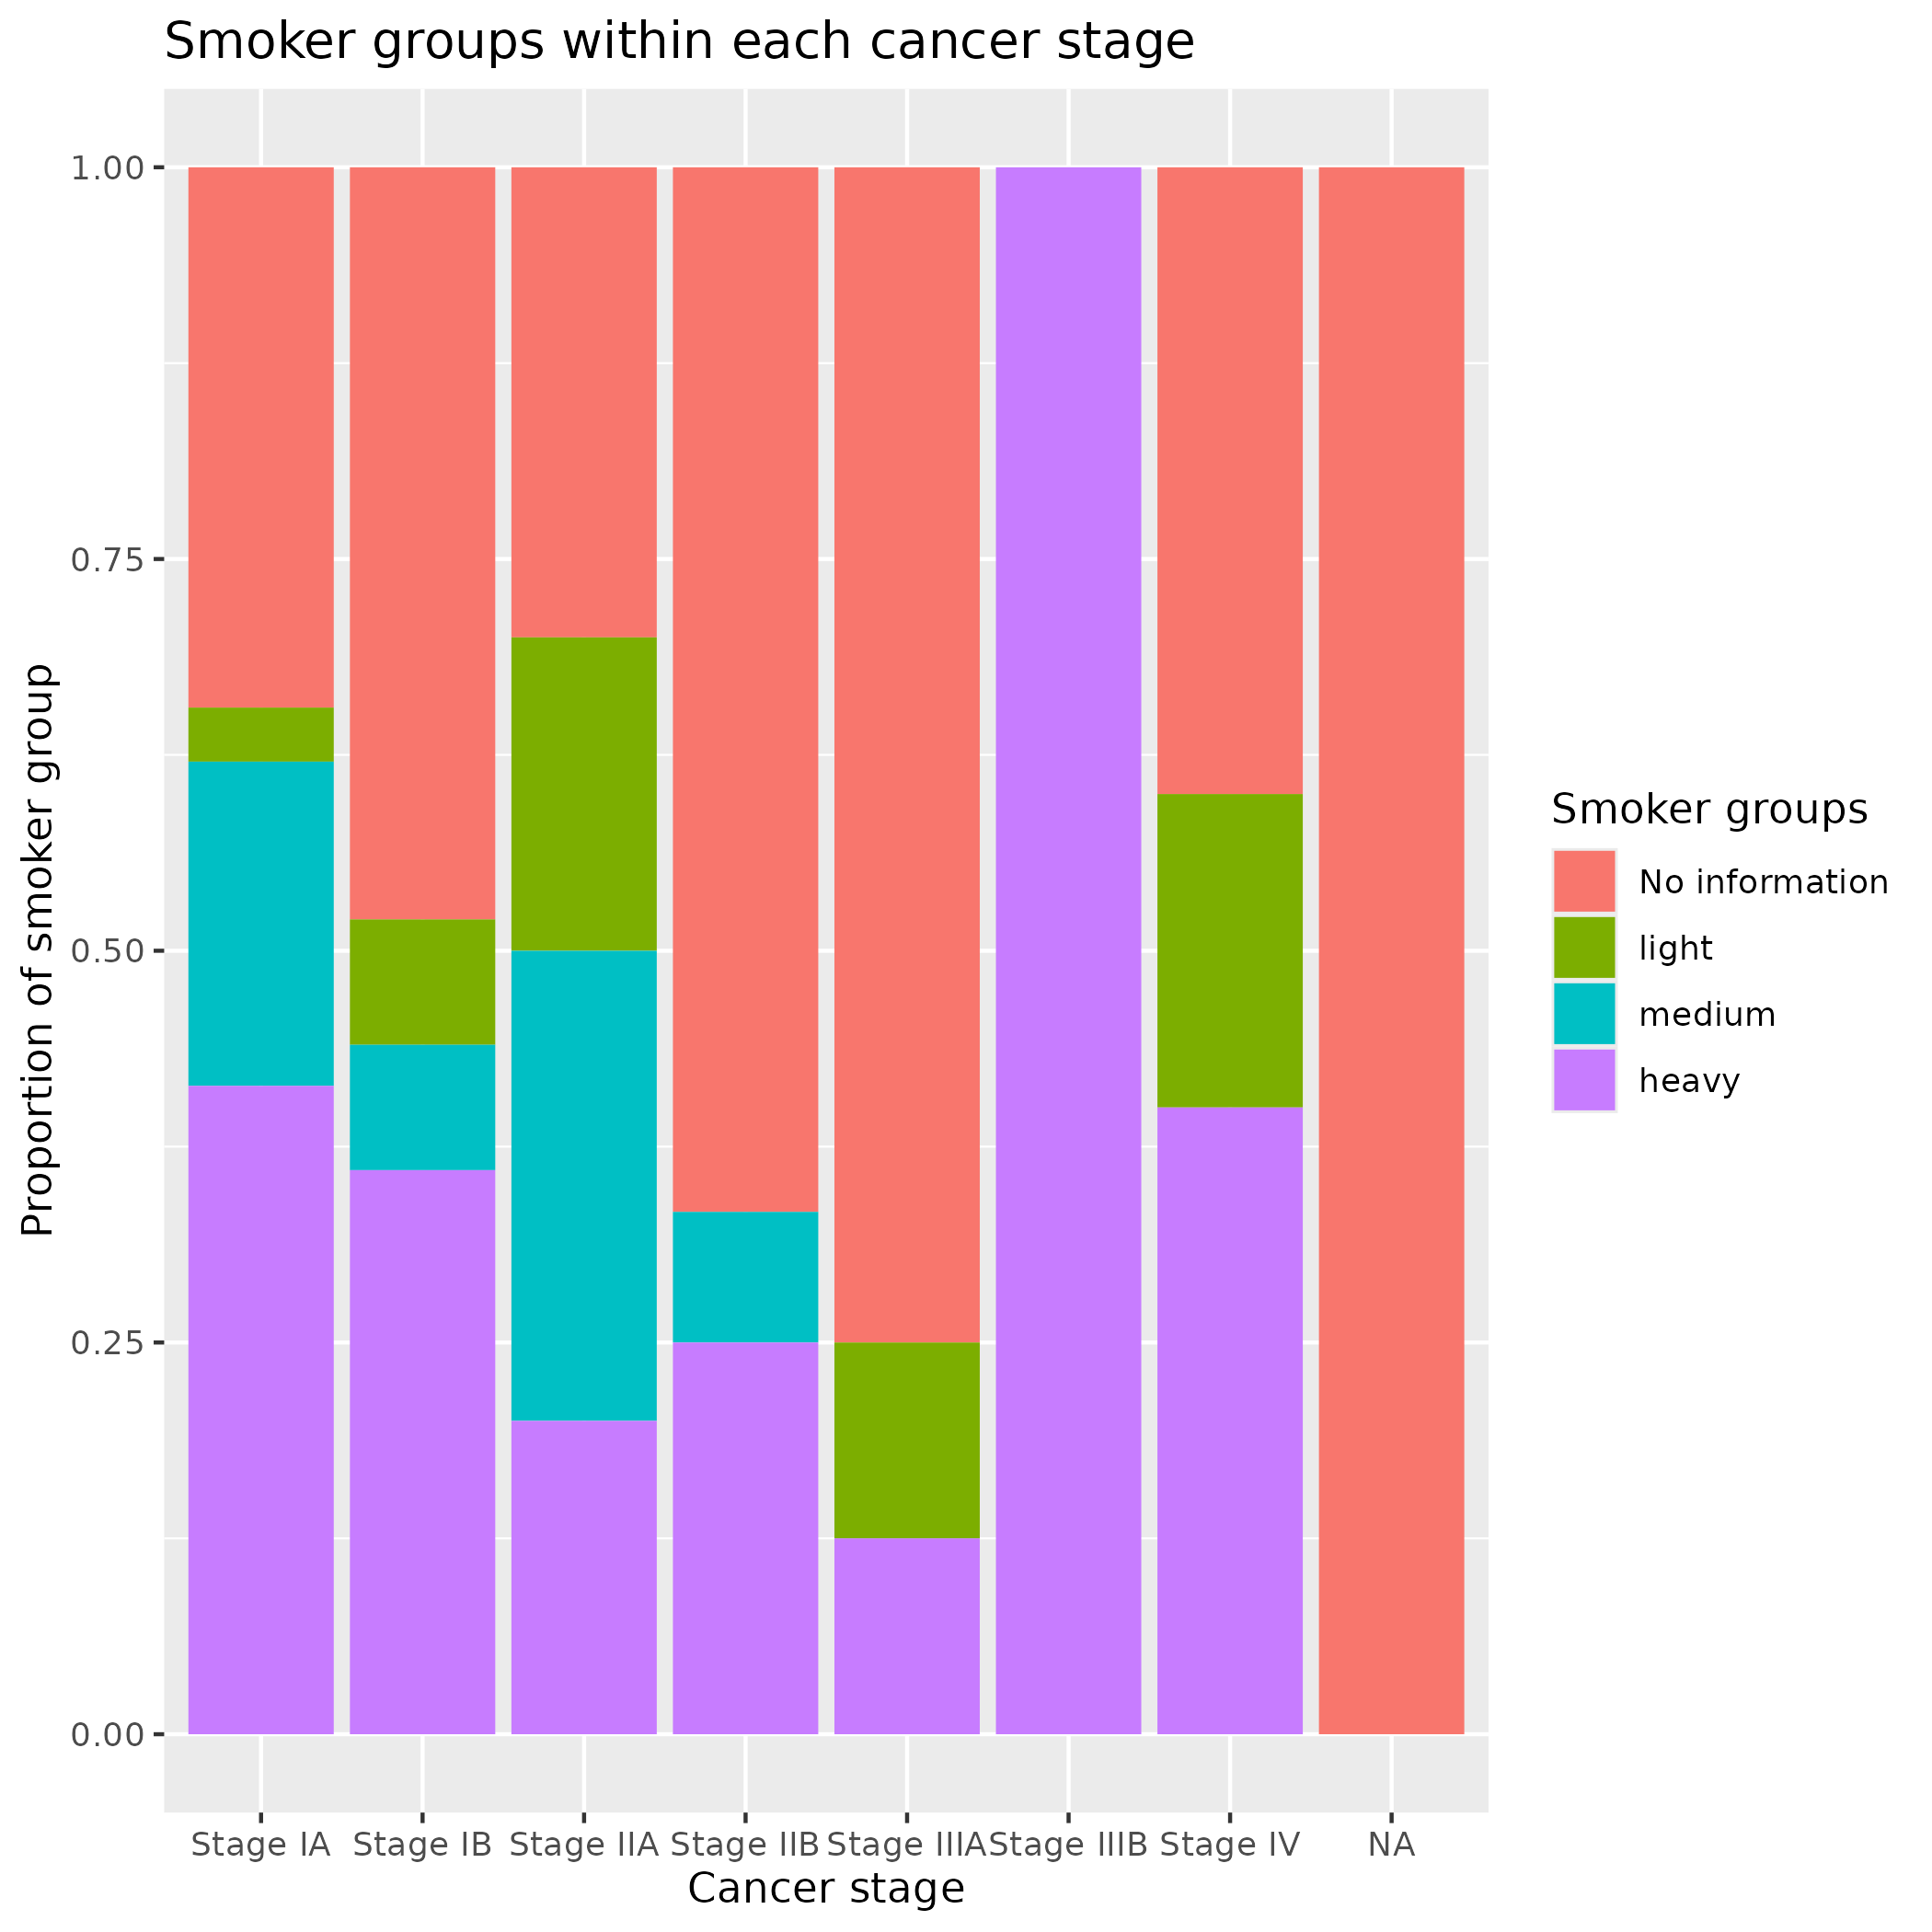 Smoker groups within each cancer stage
1.00
0.75
0.50
0.25
0.00
Proportion of smoker group
Stage IA Stage IB Stage IIA Stage IIB Stage IIIA Stage IIIB Stage IV NA
Cancer stage
Smoker groups
No information
light
medium
heavy